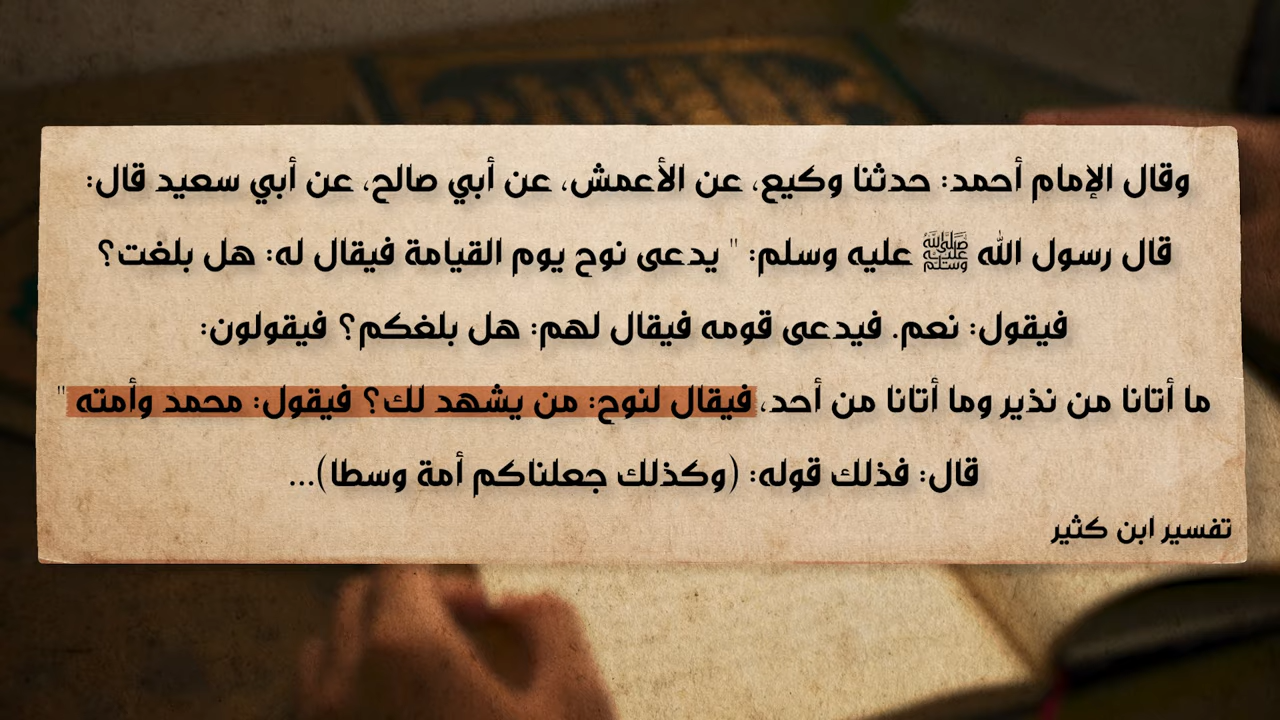 وقال الإمام أحمد: حدثنا وكيع، عن الأعمش، عن أبي صالح، عن أبي سعيد قال:
قال رسول الله ﷺ عليه وسلم: " يدعى نوح يوم القيامة فيقال له: هل بلغت؟
فيقول: نعم. فيدعى قومه فيقال لهم: هل بلغكم؟ فيقولون:
ما أتانا من نذير وما أتانا من أحد، فيقال لنوح: من يشهد لك؟ فيقول: محمد وأمته "
قال: فذلك قوله: (وكذلك جعلناكم أمة وسطا)...
تفسير ابن كثير